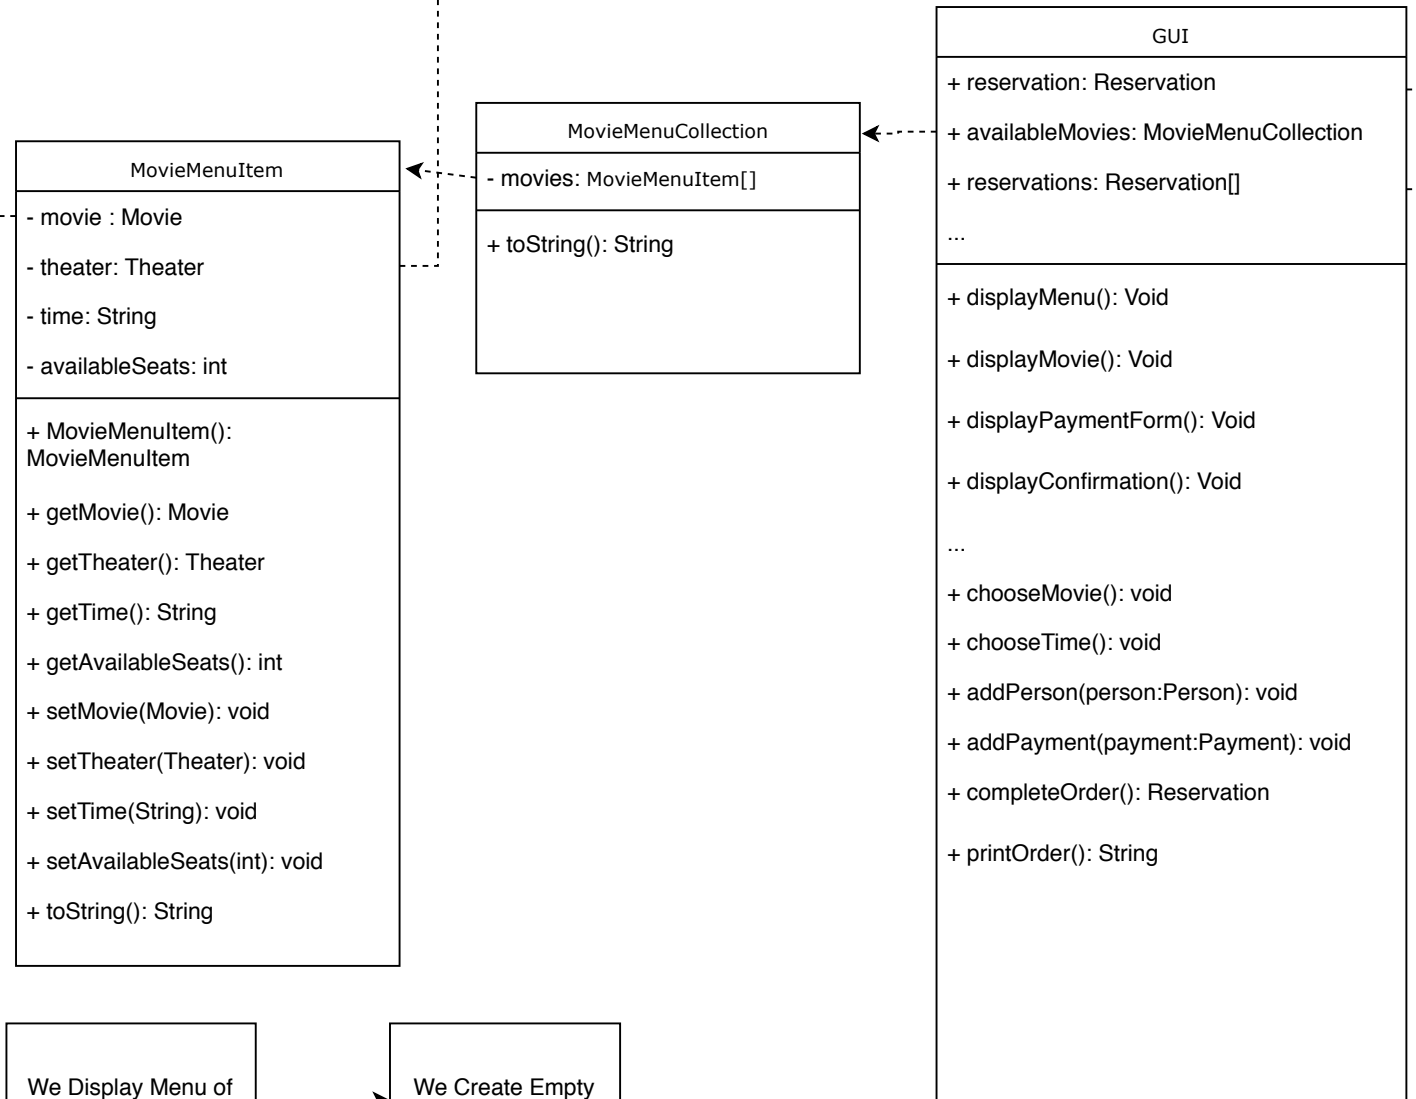 MovieMenuItem
- movie : Movie
- theater: Theater
- time: String
- availableSeats: int
+ MovieMenuItem():
MovieMenuItem
+ getMovie(): Movie
+ getTheater(): Theater
+ getTime(): String
+ getAvailableSeats(): int
+ setMovie(Movie): void
+ setTheater(Theater): void
+ setTime(String): void
+ setAvailableSeats(int): void
+ toString(): String
MovieMenuCollection
- movies: MovieMenuItem[]
+ toString(): String
GUI
+ reservation: Reservation
+ availableMovies: MovieMenuCollection
+ reservations: Reservation[]
...
+ displayMenu(): Void
+ displayMovie(): Void
+ displayPaymentForm(): Void
+ displayConfirmation(): Void
...
+ chooseMovie(): void
+ chooseTime(): void
+ addPerson(person:Person): void
+ addPayment(payment:Payment): void
+ completeOrder(): Reservation
+ printOrder(): String
We Display Menu of
We Create Empty